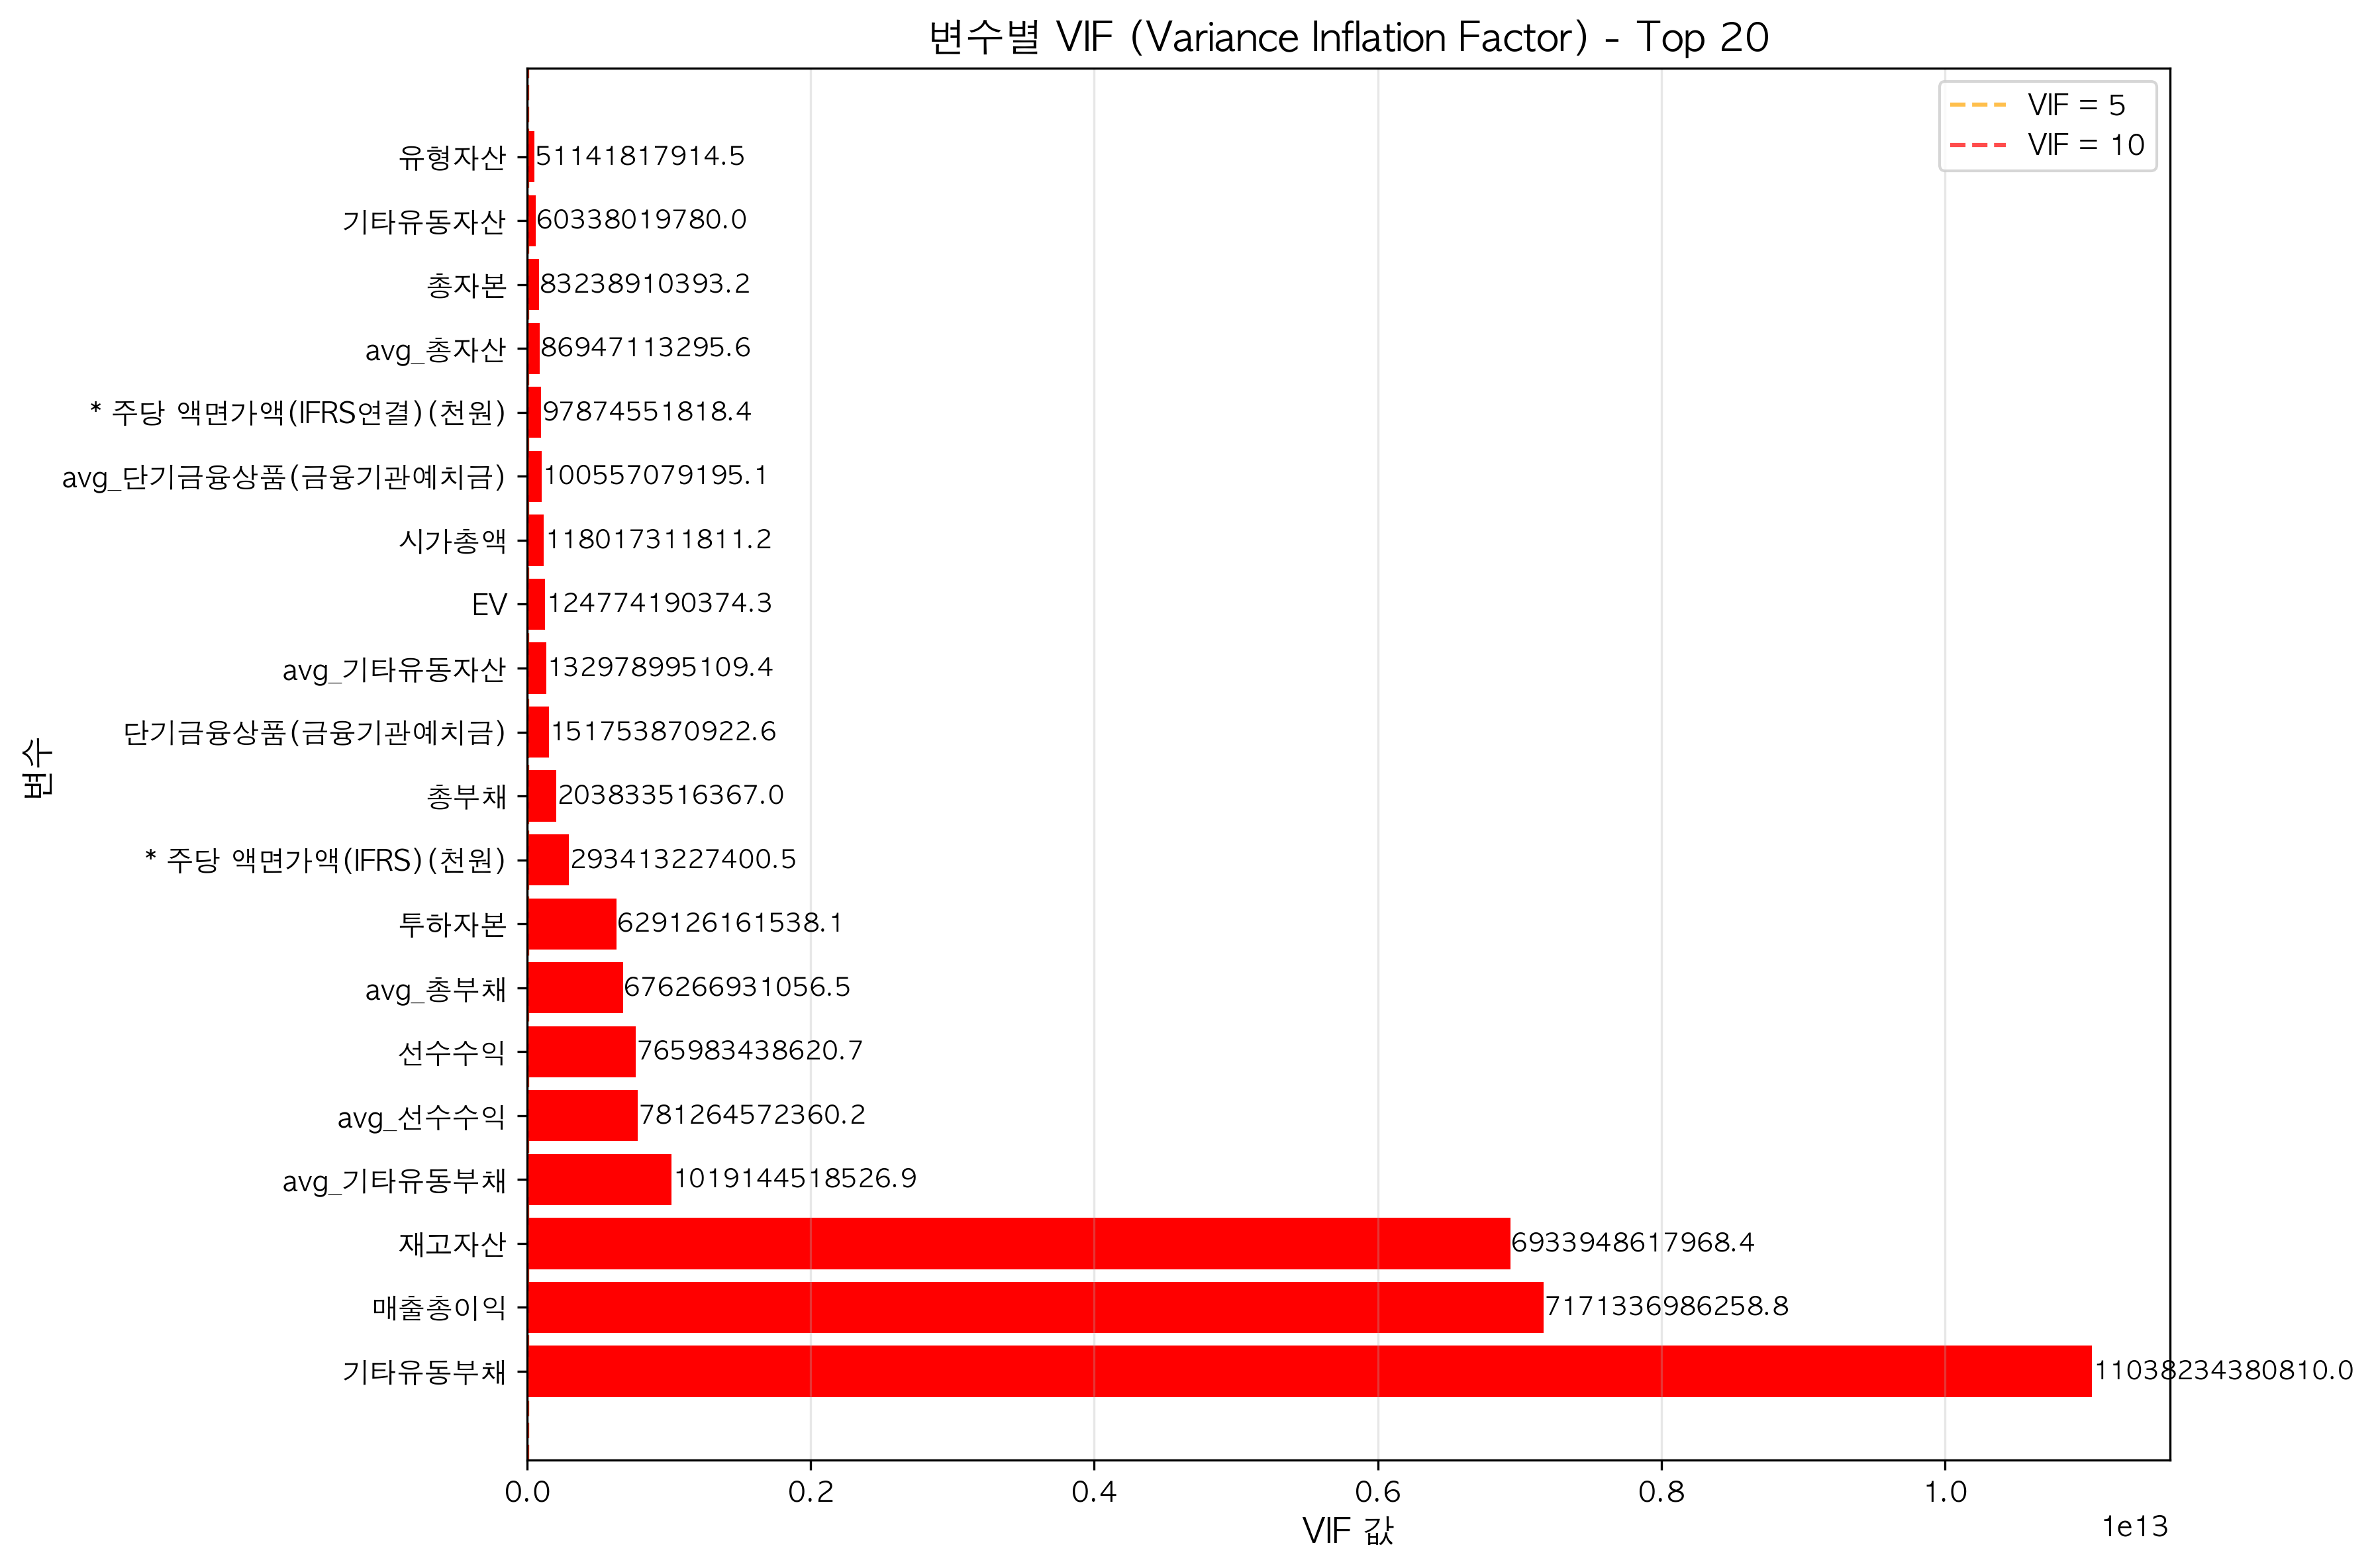 변수별 VIF (Variance Inflation Factor) - Top 20
VIF = 5
VIF = 10
유형자산 51141817914.5
기타유동자산 60338019780.0
총자본 83238910393.2
avg_총자산 86947113295.6
* 주당 액면가액(IFRS연결)(천원) 97874551818.4
avg_단기금융상품(금융기관예치금) 100557079195.1
시가총액 118017311811.2
EV 124774190374.3
avg_기타유동자산 132978995109.4
단기금융상품(금융기관예치금) 151753870922.6
총부채 203833516367.0
* 주당 액면가액(IFRS)(천원) 293413227400.5
투하자본 629126161538.1
avg_총부채 676266931056.5
선수수익 765983438620.7
avg_선수수익 781264572360.2
avg_기타유동부채 1019144518526.9
재고자산 6933948617968.4
매출총이익 7171336986258.8
기타유동부채 11038234380810.0
변수
0.0 0.2 0.4 0.6 0.8 1.0
1e13
VIF 값